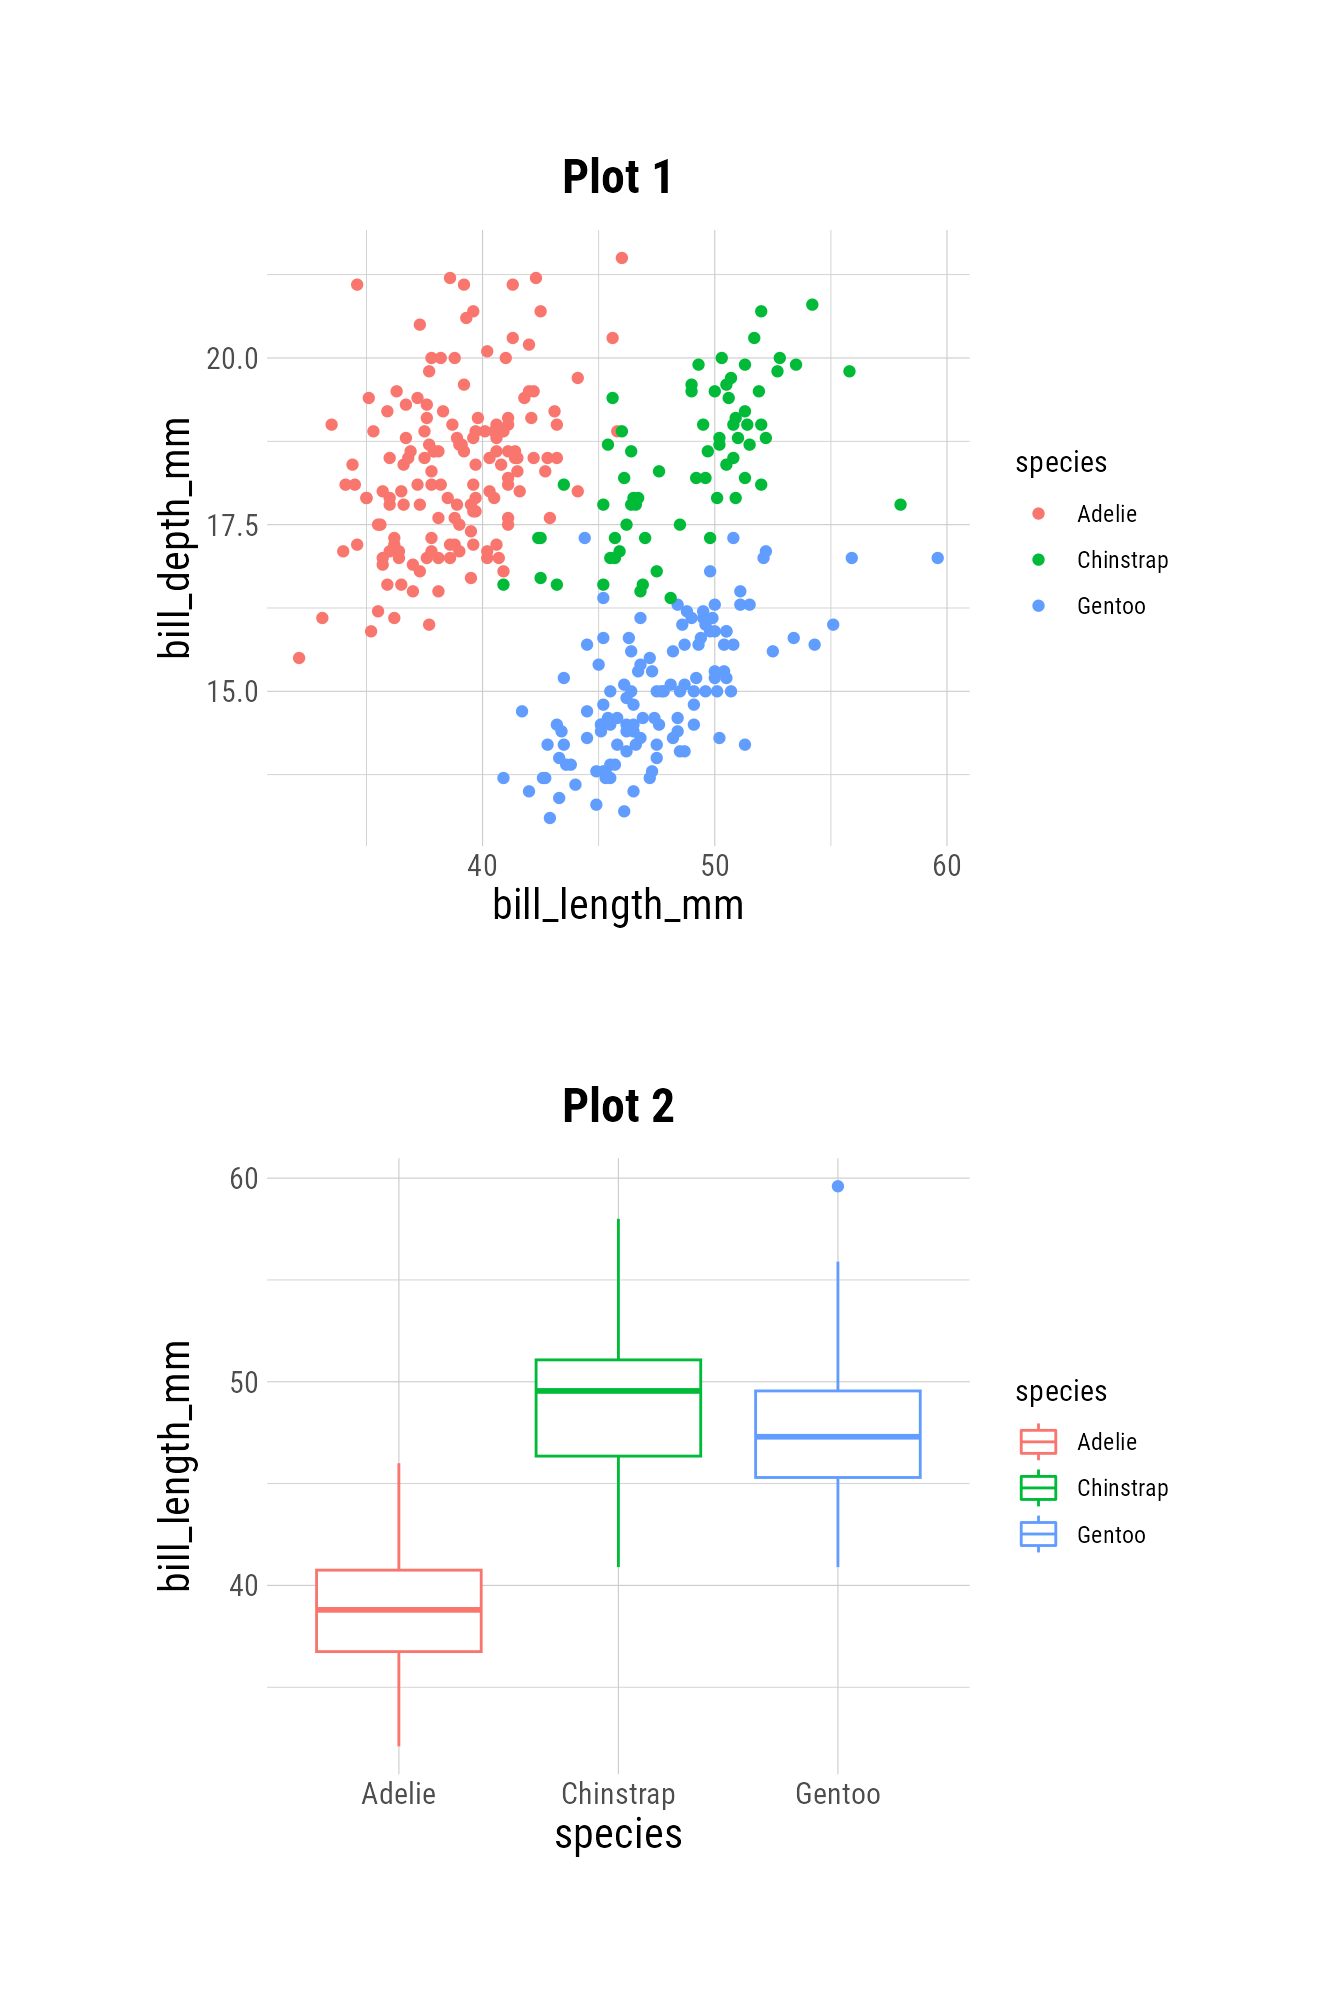 Plot 1
bill_depth_mm
20.0
17.5
15.0
40 50 60
bill_length_mm
species
Adelie
Chinstrap
Gentoo
Plot 2
bill_length_mm
60
50
40
Adelie Chinstrap Gentoo
species
species
Adelie
Chinstrap
Gentoo